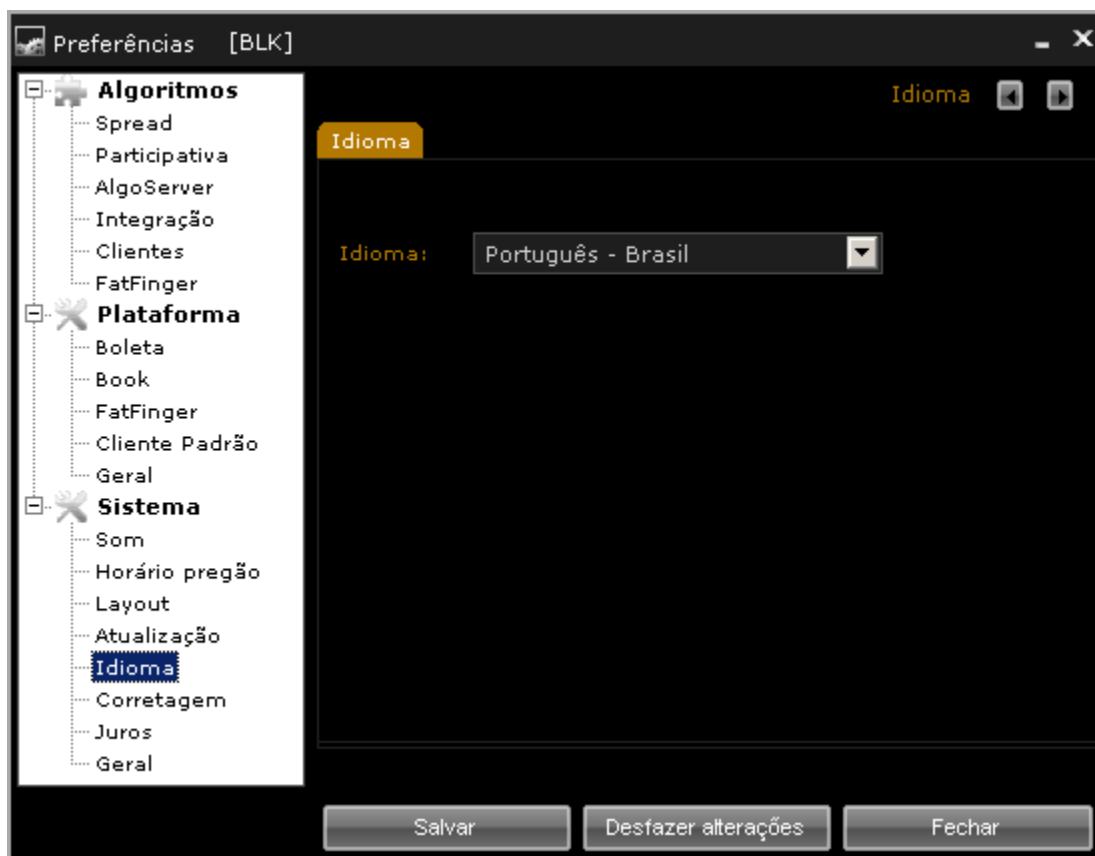 Preferências [BLK]
Algoritmos
Spread
Participativa
AlgoServer
Integração
Clientes
FatFinger
Plataforma
Boleta
Book
FatFinger
Cliente Padrão
Geral
Sistema
Som
Horário pregão
Layout
Atualização
Idioma
Corretagem
Juros
Geral
Idioma
Idioma
Idioma: Português - Brasil
Salvar Desfazer alterações Fechar